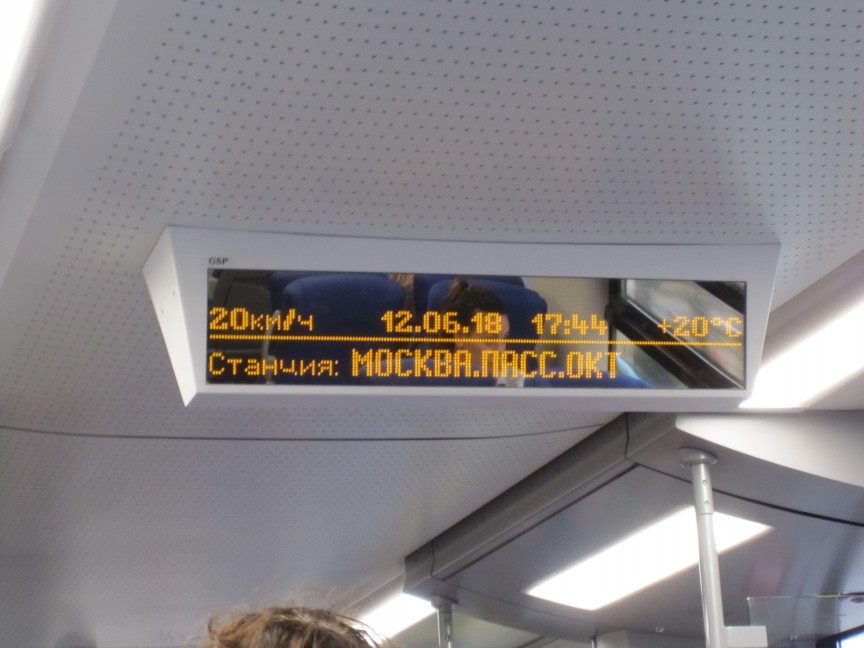 GSP
20км/ч 12.06.18 17:44 +20°C
Станция: МОСКВА.ПАСС.ОКТ